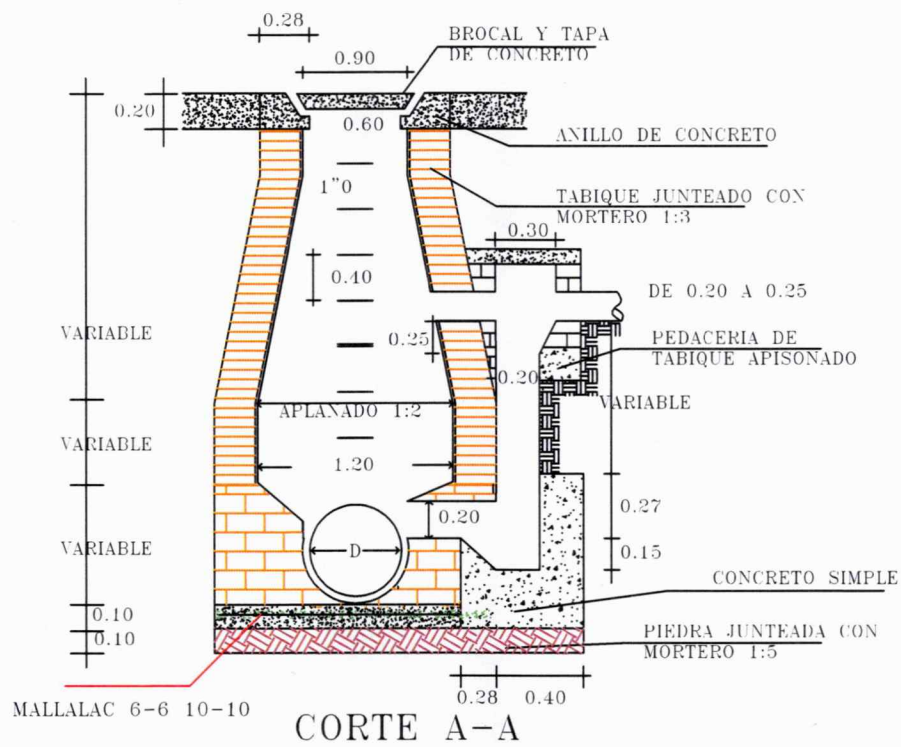 0.28
BROCAL Y TAPA
DE CONCRETO
0.90
0.20
0.60
ANILLO DE CONCRETO
1"0
TABIQUE JUNTEADO CON
MORTERO 1:3
0.30
0.40
DE 0.20 A 0.25
VARIABLE
0.25
PEDACERIA DE
TABIQUE APISONADO
0.20
APLANADO 1:2
VARIABLE
VARIABLE
1.20
0.20
0.27
VARIABLE
D
0.15
CONCRETO SIMPLE
0.10
0.10
PIEDRA JUNTEADA CON
MORTERO 1:5
0.28
0.40
MALLALAC 6-6 10-10
CORTE A-A